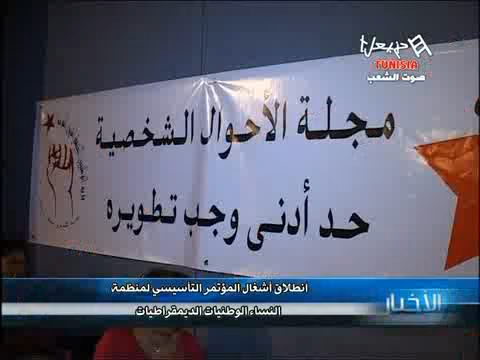 TUNISIA
صوت الشعب
مجلة الأحوال الشخصية
حد أدنى وجب تطويره
انطلاق أشغال المؤتمر التأسيسي لمنظمة
النساء الوطنيات الديمقراطيات
الأخبار